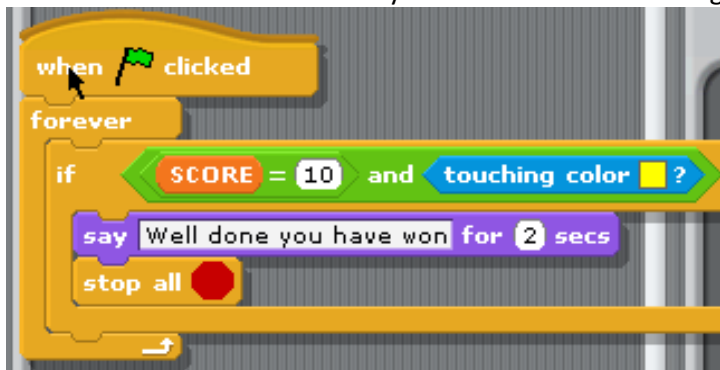 when clicked
forever
if SCORE = 10 and touching color ?
say Well done you have won for 2 secs
stop all